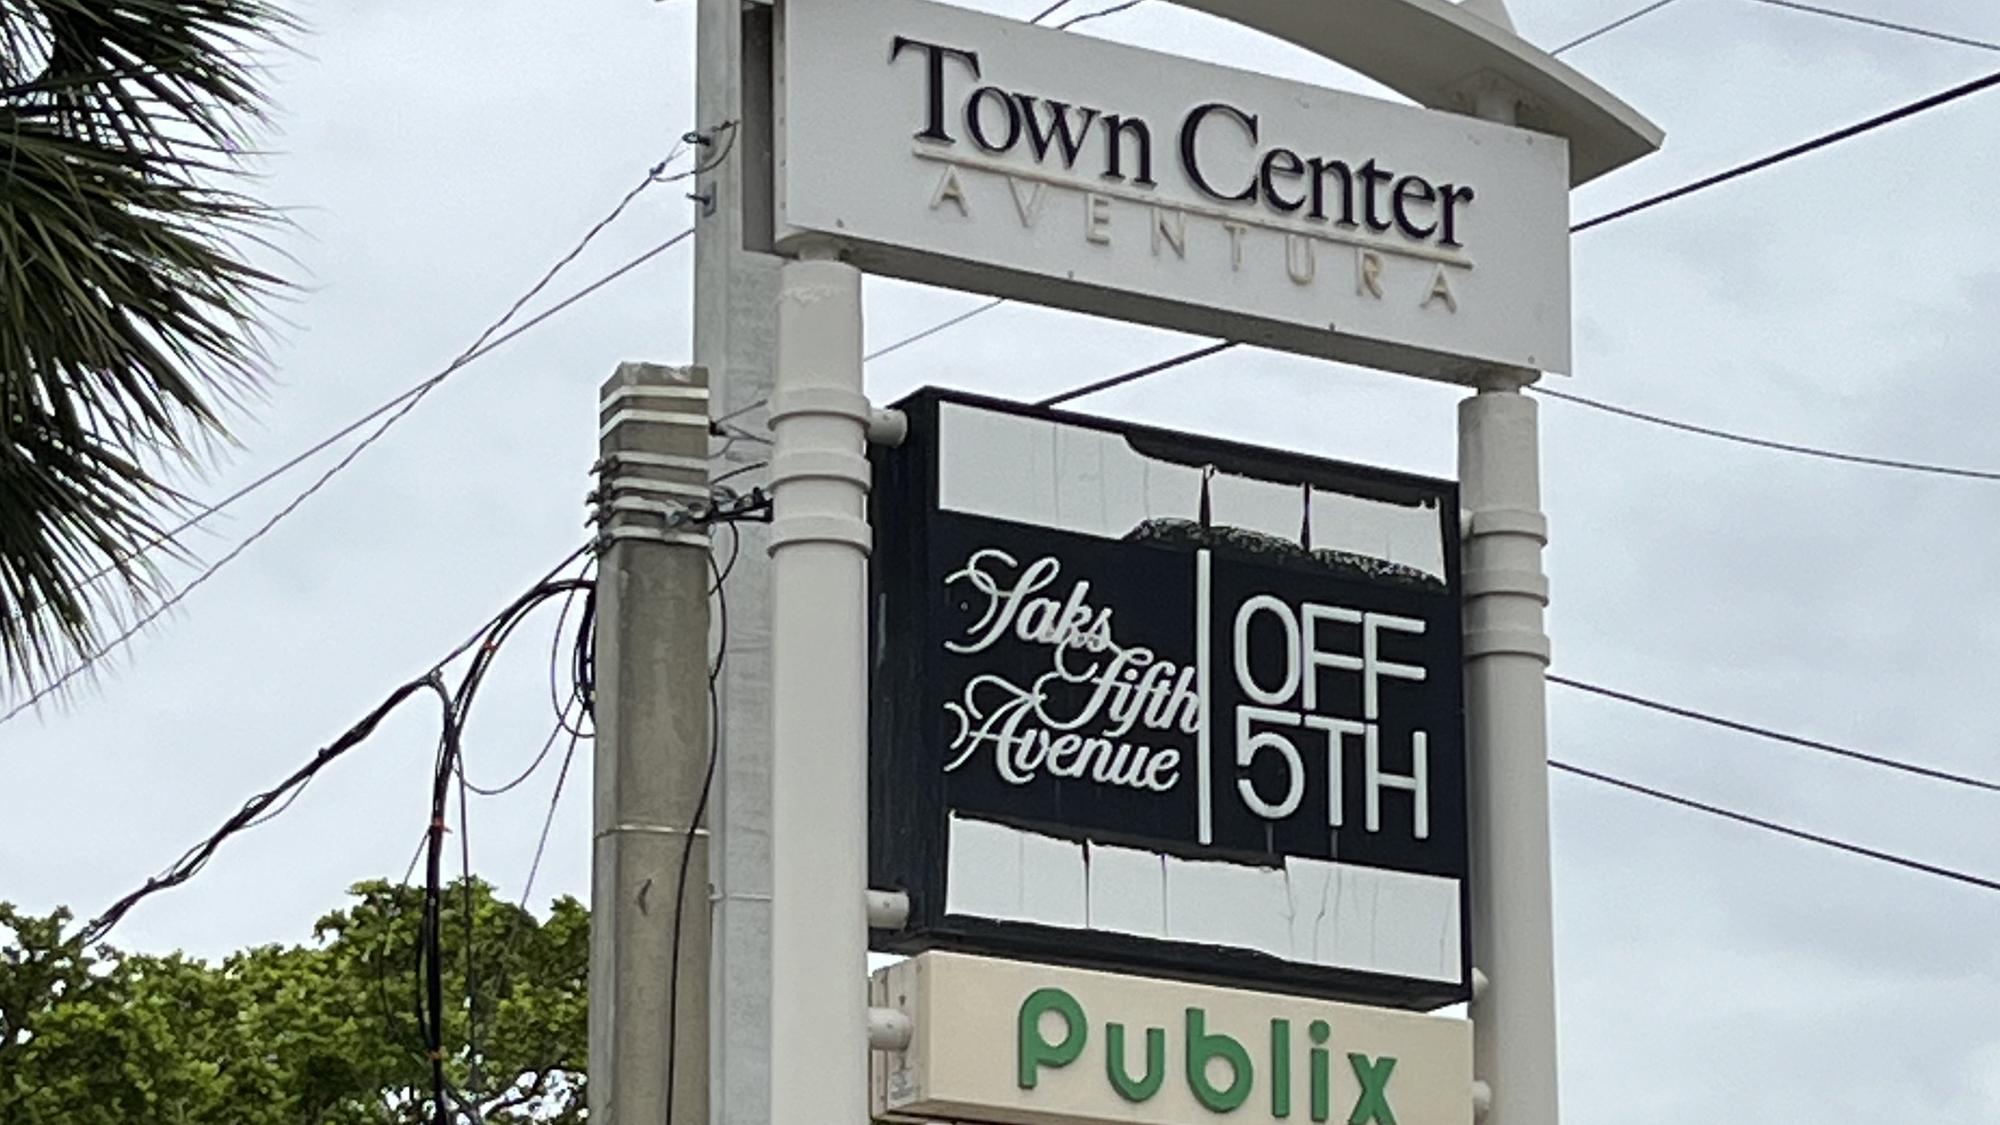 Town Center
AVENTURA
Saks
Fifth
Avenue
OFF
5TH
Publix